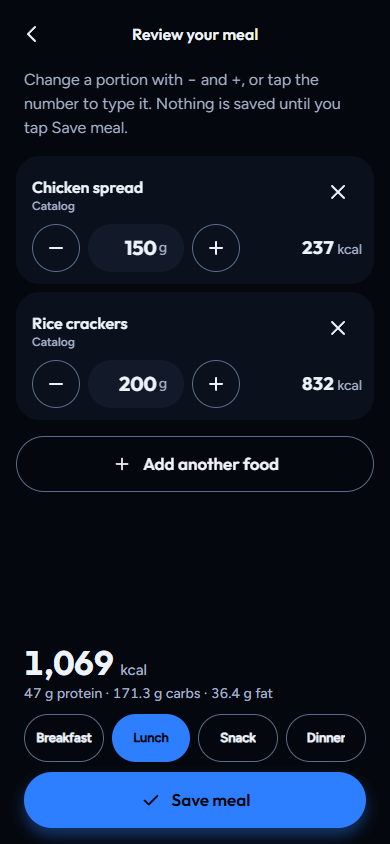 Review your meal
Change a portion with − and +, or tap the
number to type it. Nothing is saved until you
tap Save meal.
Chicken spread
Catalog
150 g
237 kcal
Rice crackers
Catalog
200 g
832 kcal
Add another food
1,069 kcal
47 g protein · 171.3 g carbs · 36.4 g fat
Breakfast Lunch Snack Dinner
Save meal